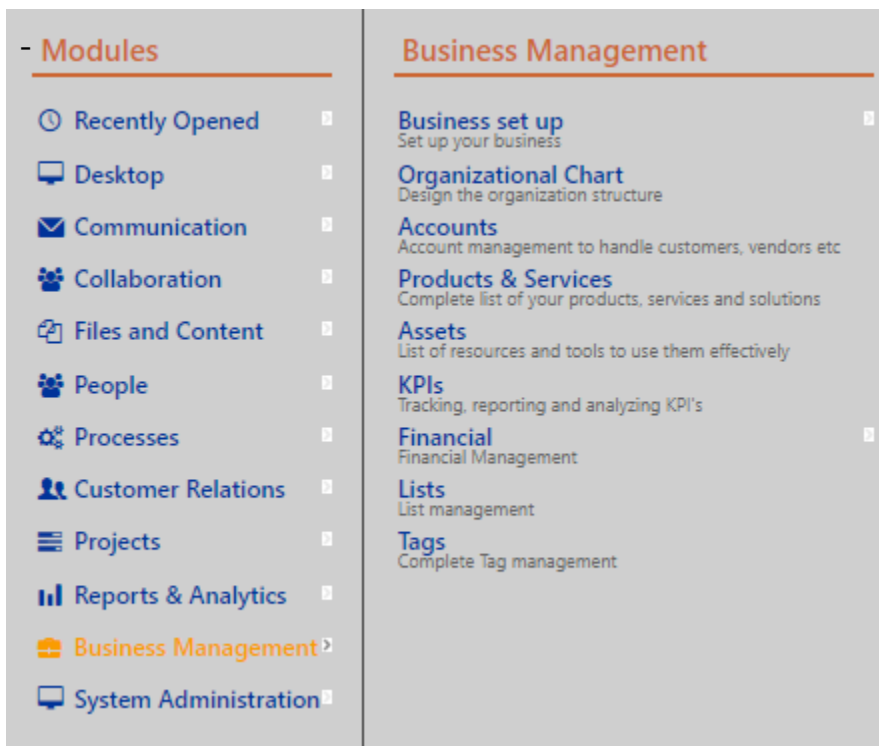 - Modules
Recently Opened
Desktop
Communication
Collaboration
Files and Content
People
Processes
Customer Relations
Projects
Reports & Analytics
Business Management
System Administration
Business Management
Business set up
Set up your business
Organizational Chart
Design the organization structure
Accounts
Account management to handle customers, vendors etc
Products & Services
Complete list of your products, services and solutions
Assets
List of resources and tools to use them effectively
KPIs
Tracking, reporting and analyzing KPI's
Financial
Financial Management
Lists
List management
Tags
Complete Tag management